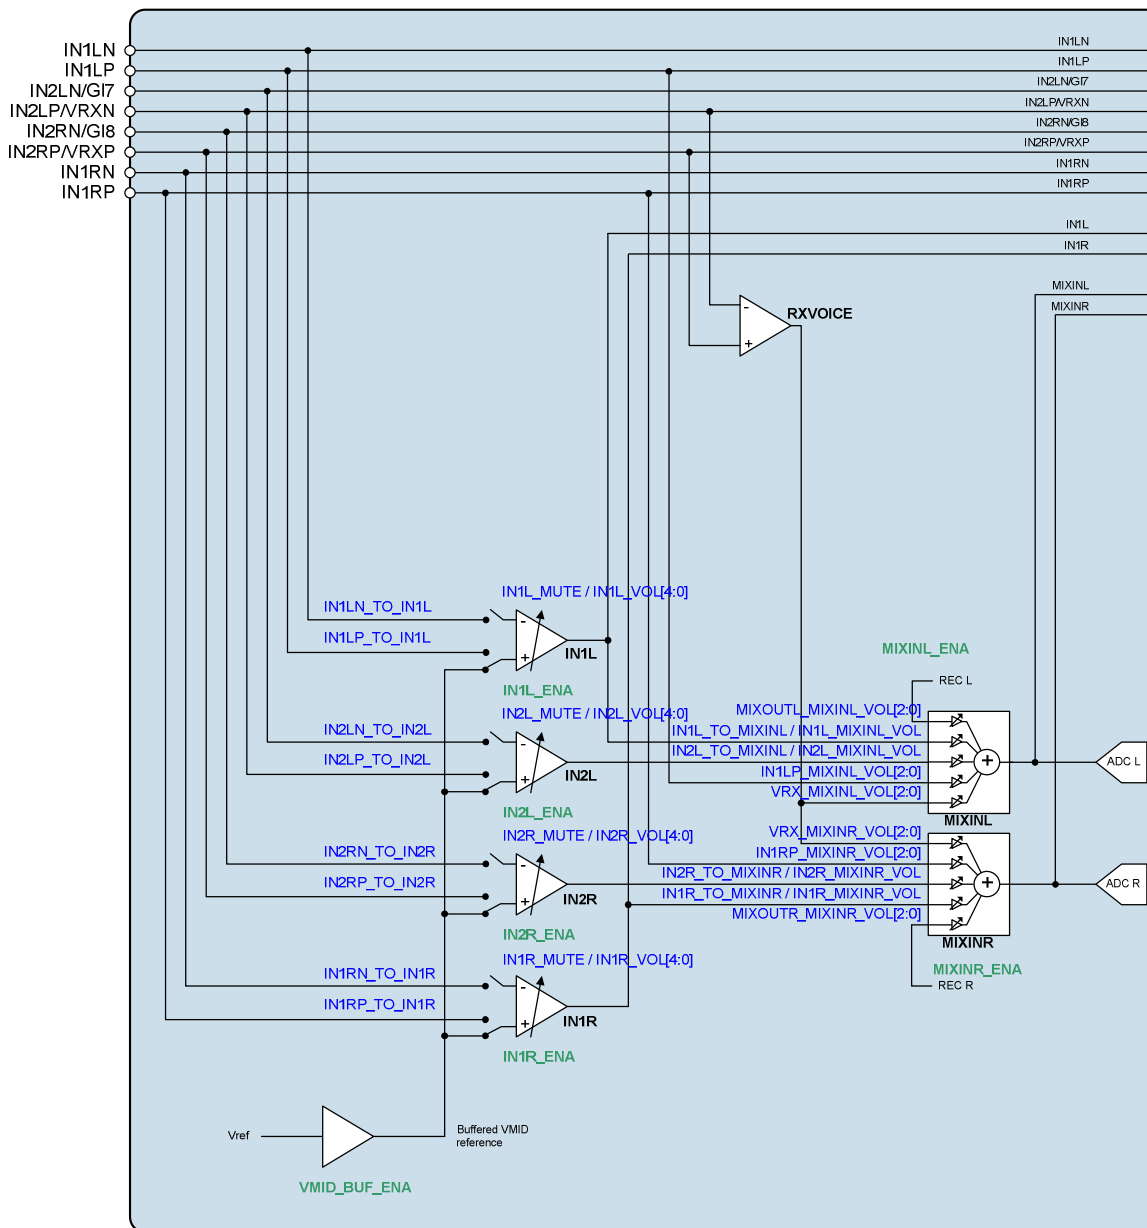 IN1LN
IN1LP
IN2LN/GI7
IN2LP/VRXN
IN2RN/GI8
IN2RP/VRXP
IN1RN
IN1RP
IN1LN
IN1LP
IN2LN/GI7
IN2LP/VRXN
IN2RN/GI8
IN2RP/VRXP
IN1RN
IN1RP
IN1L
IN1R
MIXINL
MIXINR
-
+
RXVOICE
IN1L_MUTE / IN1L_VOL[4:0]
IN1LN_TO_IN1L
IN1LP_TO_IN1L
-
+
IN1L
IN1L_ENA
IN2L_MUTE / IN2L_VOL[4:0]
IN2LN_TO_IN2L
IN2LP_TO_IN2L
-
+
IN2L
IN2L_ENA
IN2R_MUTE / IN2R_VOL[4:0]
IN2RN_TO_IN2R
IN2RP_TO_IN2R
-
+
IN2R
IN2R_ENA
IN1R_MUTE / IN1R_VOL[4:0]
IN1RN_TO_IN1R
IN1RP_TO_IN1R
-
+
IN1R
IN1R_ENA
MIXINL_ENA
REC L
MIXOUTL_MIXINL_VOL[2:0]
IN1L_TO_MIXINL / IN1L_MIXINL_VOL
IN2L_TO_MIXINL / IN2L_MIXINL_VOL
IN1LP_MIXINL_VOL[2:0]
VRX_MIXINL_VOL[2:0]
+
MIXINL
ADC L
VRX_MIXINR_VOL[2:0]
IN1RP_MIXINR_VOL[2:0]
IN2R_TO_MIXINR / IN2R_MIXINR_VOL
IN1R_TO_MIXINR / IN1R_MIXINR_VOL
MIXOUTR_MIXINR_VOL[2:0]
+
MIXINR
ADC R
MIXINR_ENA
REC R
Vref
Buffered VMID
reference
VMID_BUF_ENA